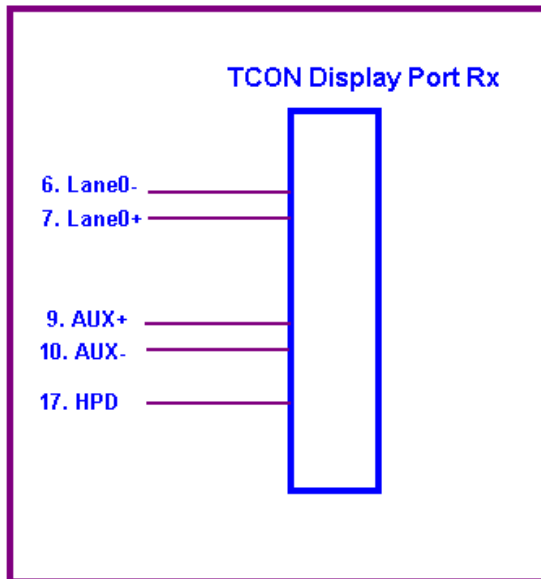 TCON Display Port Rx
6. Lane0-
7. Lane0+
9. AUX+
10. AUX-
17. HPD